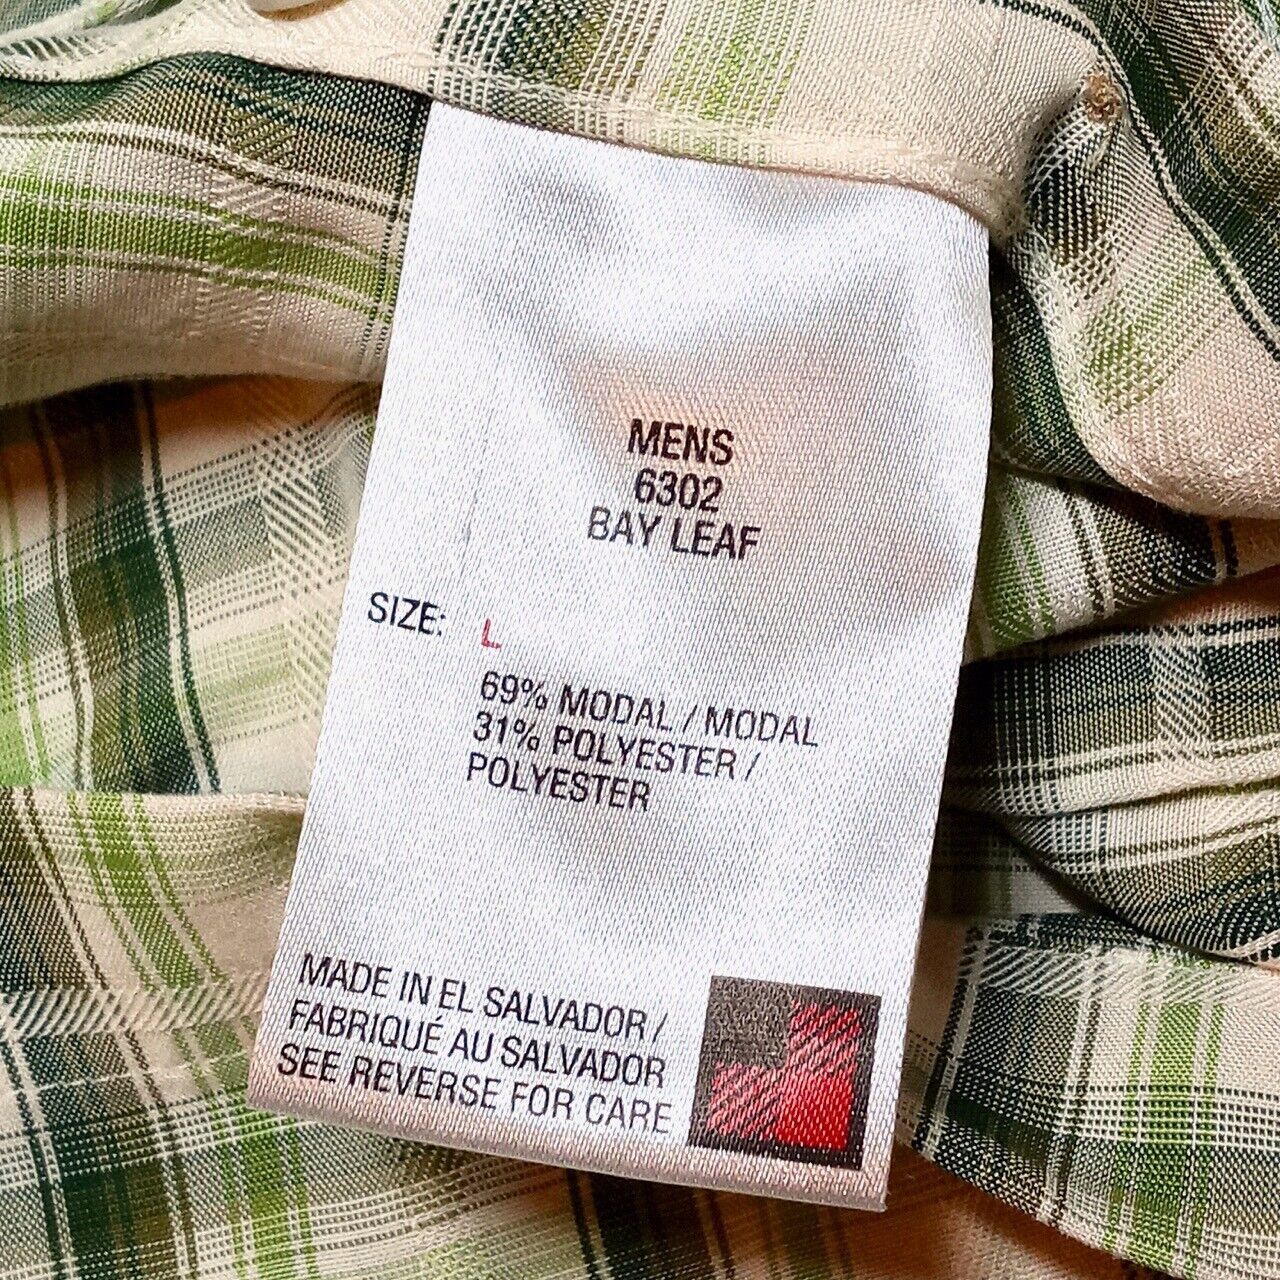 MENS
6302
BAY LEAF
SIZE: L
69% MODAL / MODAL
31% POLYESTER /
POLYESTER
MADE IN EL SALVADOR /
FABRIQUÉ AU SALVADOR
SEE REVERSE FOR CARE